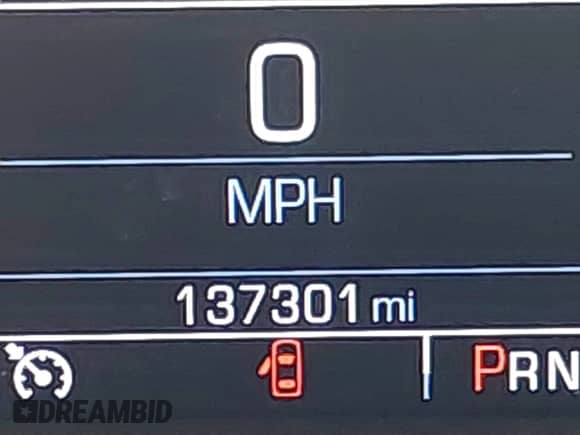 0
MPH
137301 mi
PRN
DREAMBID